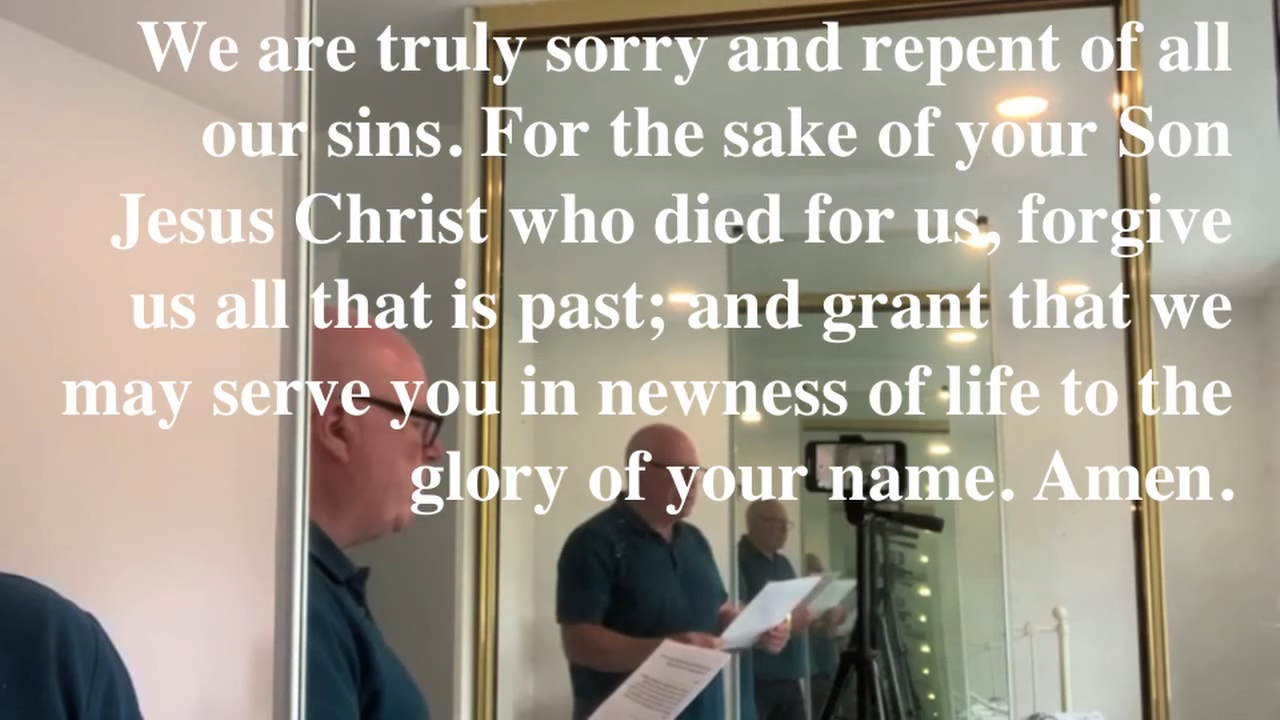 We are truly sorry and repent of all
our sins. For the sake of your Son
Jesus Christ who died for us, forgive
us all that is past; and grant that we
may serve you in newness of life to the
glory of your name. Amen.